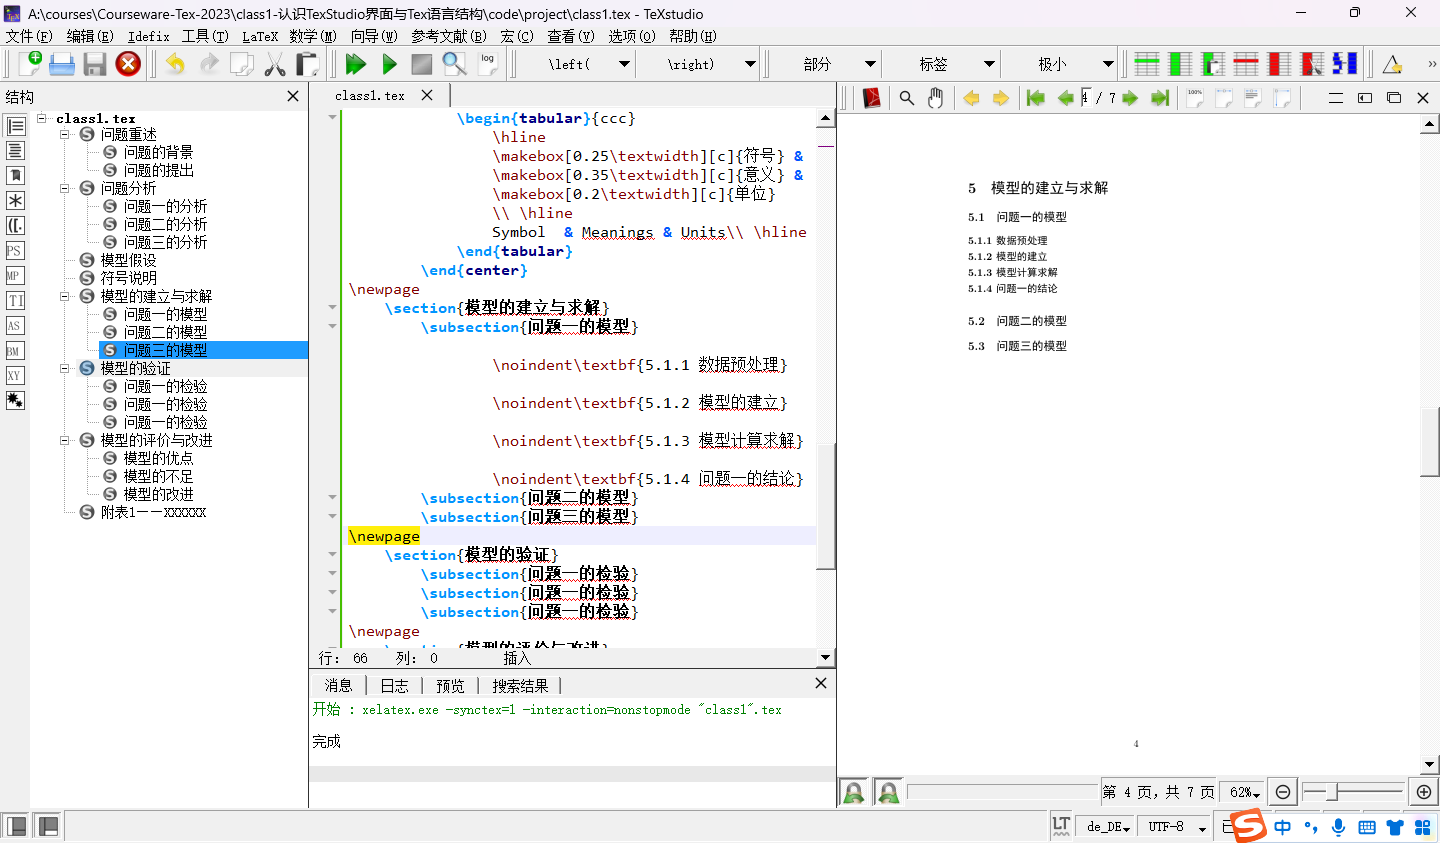 A:\courses\Courseware-Tex-2023\class1-认识TexStudio界面与Tex语言结构\code\project\class1.tex - TeXstudio
文件(F) 编辑(E) Idefix 工具(T) LaTeX 数学(M) 向导(W) 参考文献(B) 宏(C) 查看(V) 选项(O) 帮助(H)
log \left( \right) 部分 标签 极小 »
结构
class1.tex
问题重述
问题的背景
问题的提出
问题分析
问题一的分析
问题二的分析
问题三的分析
模型假设
符号说明
模型的建立与求解
问题一的模型
问题二的模型
问题三的模型
模型的验证
问题一的检验
问题一的检验
问题一的检验
模型的评价与改进
模型的优点
模型的不足
模型的改进
附表1——XXXXXX
PS
MP
TI
AS
BM
XY
class1.tex
\begin{tabular}{ccc}
\hline
\makebox[0.25\textwidth][c]{符号} &
\makebox[0.35\textwidth][c]{意义} &
\makebox[0.2\textwidth][c]{单位}
\\ \hline
Symbol & Meanings & Units\\ \hline
\end{tabular}
\end{center}
\newpage
\section{模型的建立与求解}
\subsection{问题一的模型}
\noindent\textbf{5.1.1 数据预处理}
\noindent\textbf{5.1.2 模型的建立}
\noindent\textbf{5.1.3 模型计算求解}
\noindent\textbf{5.1.4 问题一的结论}
\subsection{问题二的模型}
\subsection{问题三的模型}
\newpage
\section{模型的验证}
\subsection{问题一的检验}
\subsection{问题一的检验}
\subsection{问题一的检验}
\newpage
\section{模型的评价与改进}
行: 66 列: 0 插入
消息 日志 预览 搜索结果
开始 : xelatex.exe -synctex=1 -interaction=nonstopmode "class1".tex
完成
4 / 7 100%
5 模型的建立与求解
5.1 问题一的模型
5.1.1 数据预处理
5.1.2 模型的建立
5.1.3 模型计算求解
5.1.4 问题一的结论
5.2 问题二的模型
5.3 问题三的模型
4
第 4 页，共 7 页 62%
LT de_DE UTF-8 中